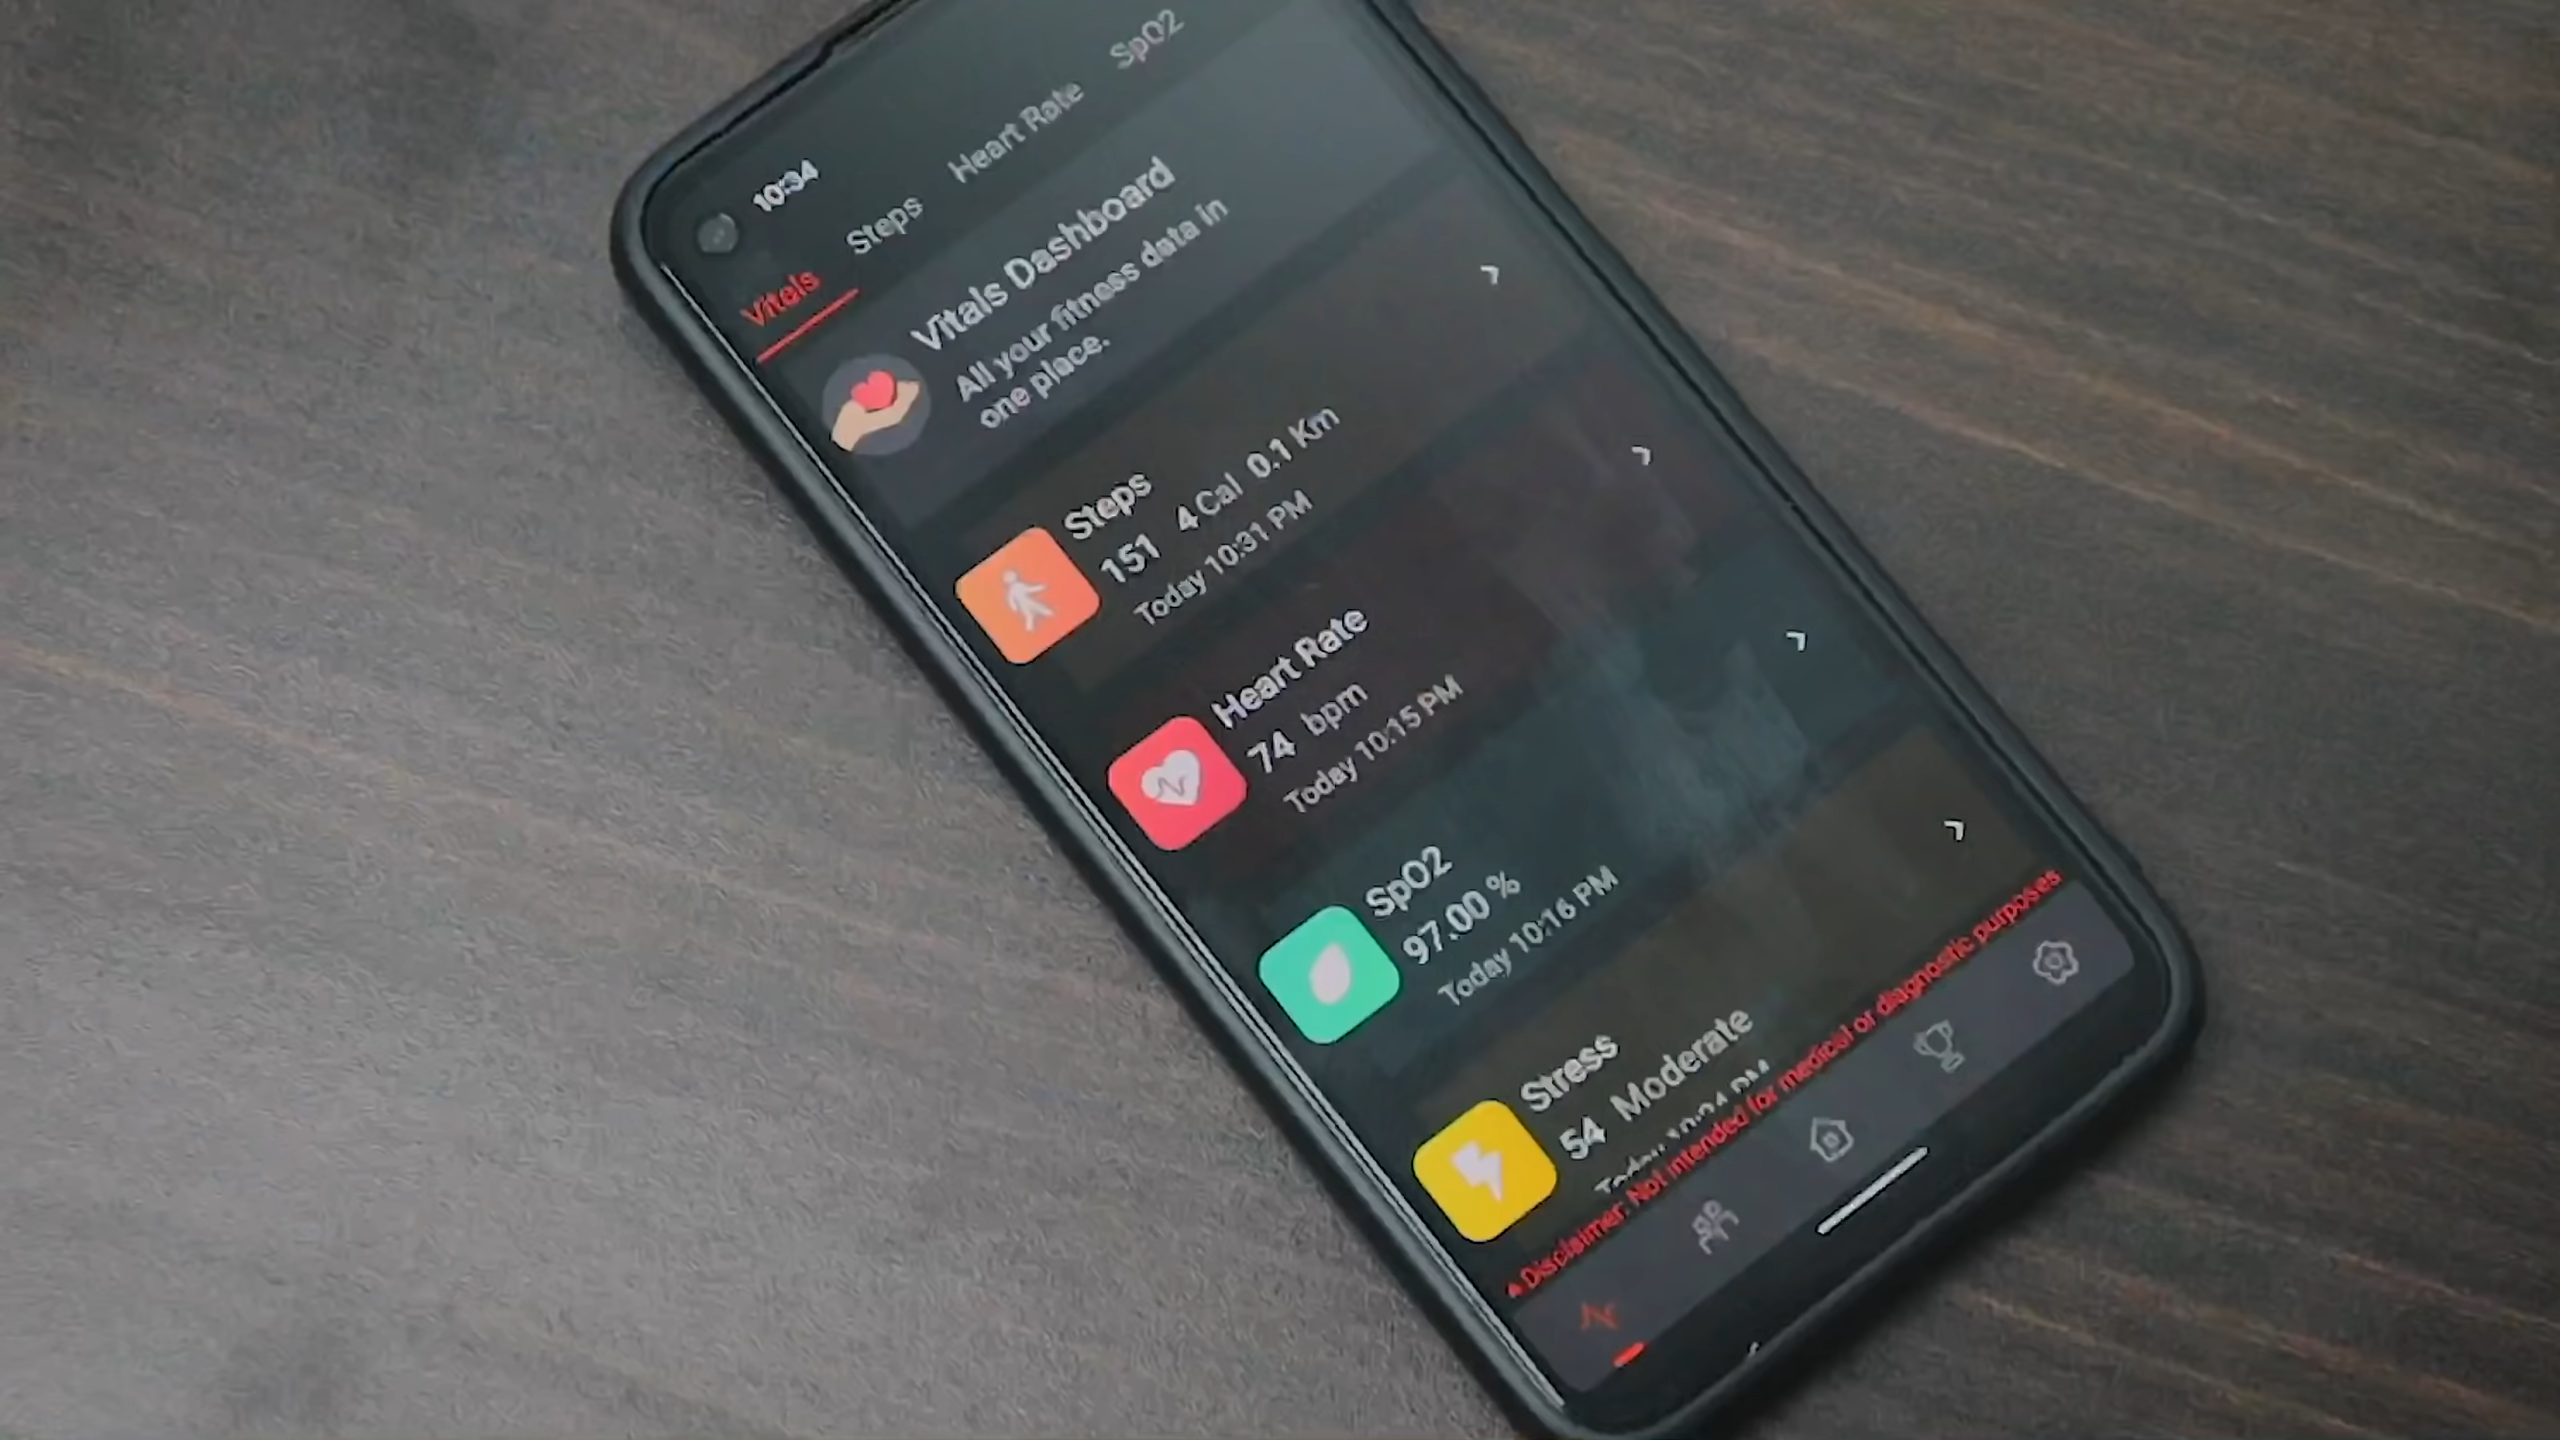 10:34
Vitals Steps Heart Rate SpO2
Vitals Dashboard
All your fitness data in
one place.
Steps
151 4 Cal 0.1 Km
Today 10:31 PM
Heart Rate
74 bpm
Today 10:15 PM
SpO2
97.00 %
Today 10:16 PM
Stress
54 Moderate
Today PM
Disclaimer: Not intended for medical or diagnostic purposes